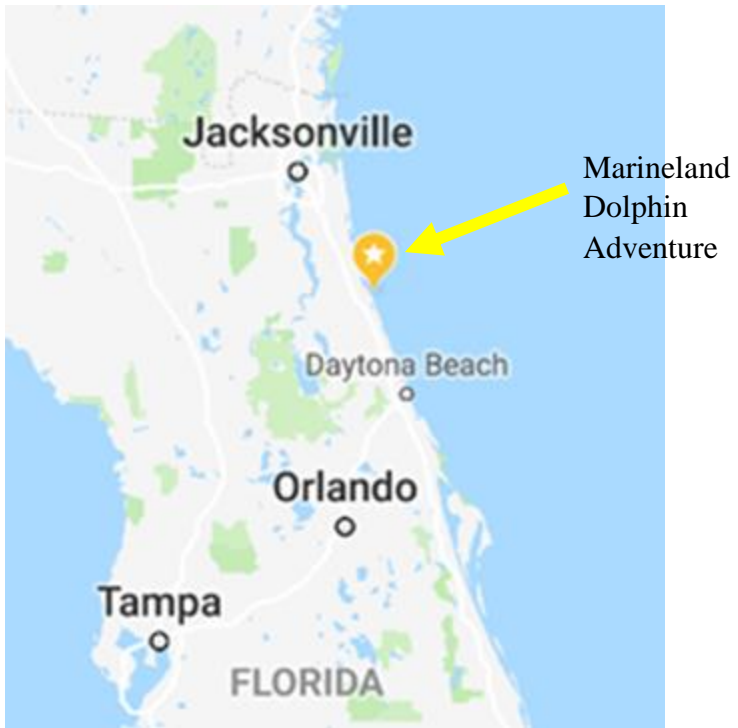 Jacksonville
Marineland
Dolphin
Adventure
Daytona Beach
Orlando
Tampa
FLORIDA